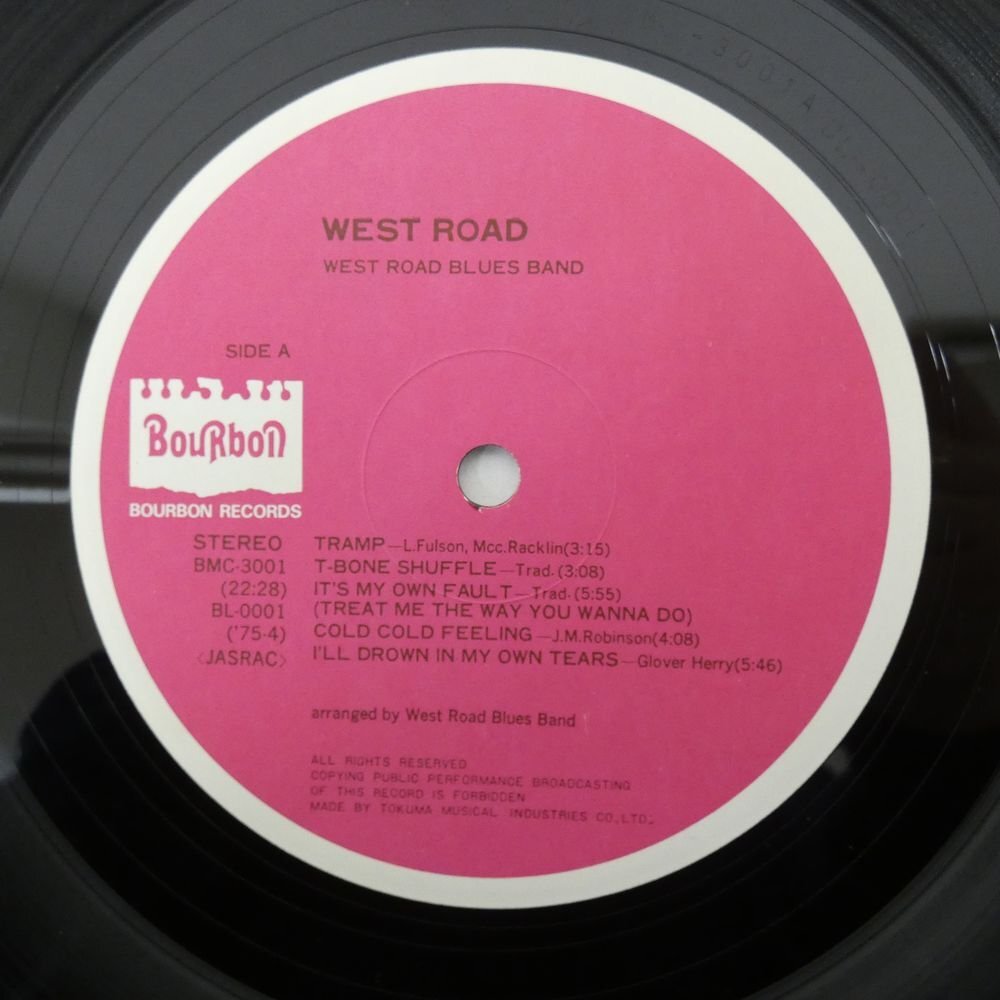 -3001A
WEST ROAD
WEST ROAD BLUES BAND
SIDE A
BouRbon
BOURBON RECORDS
STEREO TRAMP—L.Fulson, Mcc.Racklin(3:15)
BMC-3001 T-BONE SHUFFLE—Trad.(3:08)
(22:28) IT'S MY OWN FAULT—Trad.(5:55)
BL-0001 (TREAT ME THE WAY YOU WANNA DO)
('75-4) COLD COLD FEELING—J.M.Robinson(4:08)
〈JASRAC〉 I'LL DROWN IN MY OWN TEARS—Glover Herry(5:46)
arranged by West Road Blues Band
ALL RIGHTS RESERVED
COPYING PUBLIC PERFORMANCE BROADCASTING
OF THIS RECORD IS FORBIDDEN
MADE BY TOKUMA MUSICAL INDUSTRIES CO.,LTD.